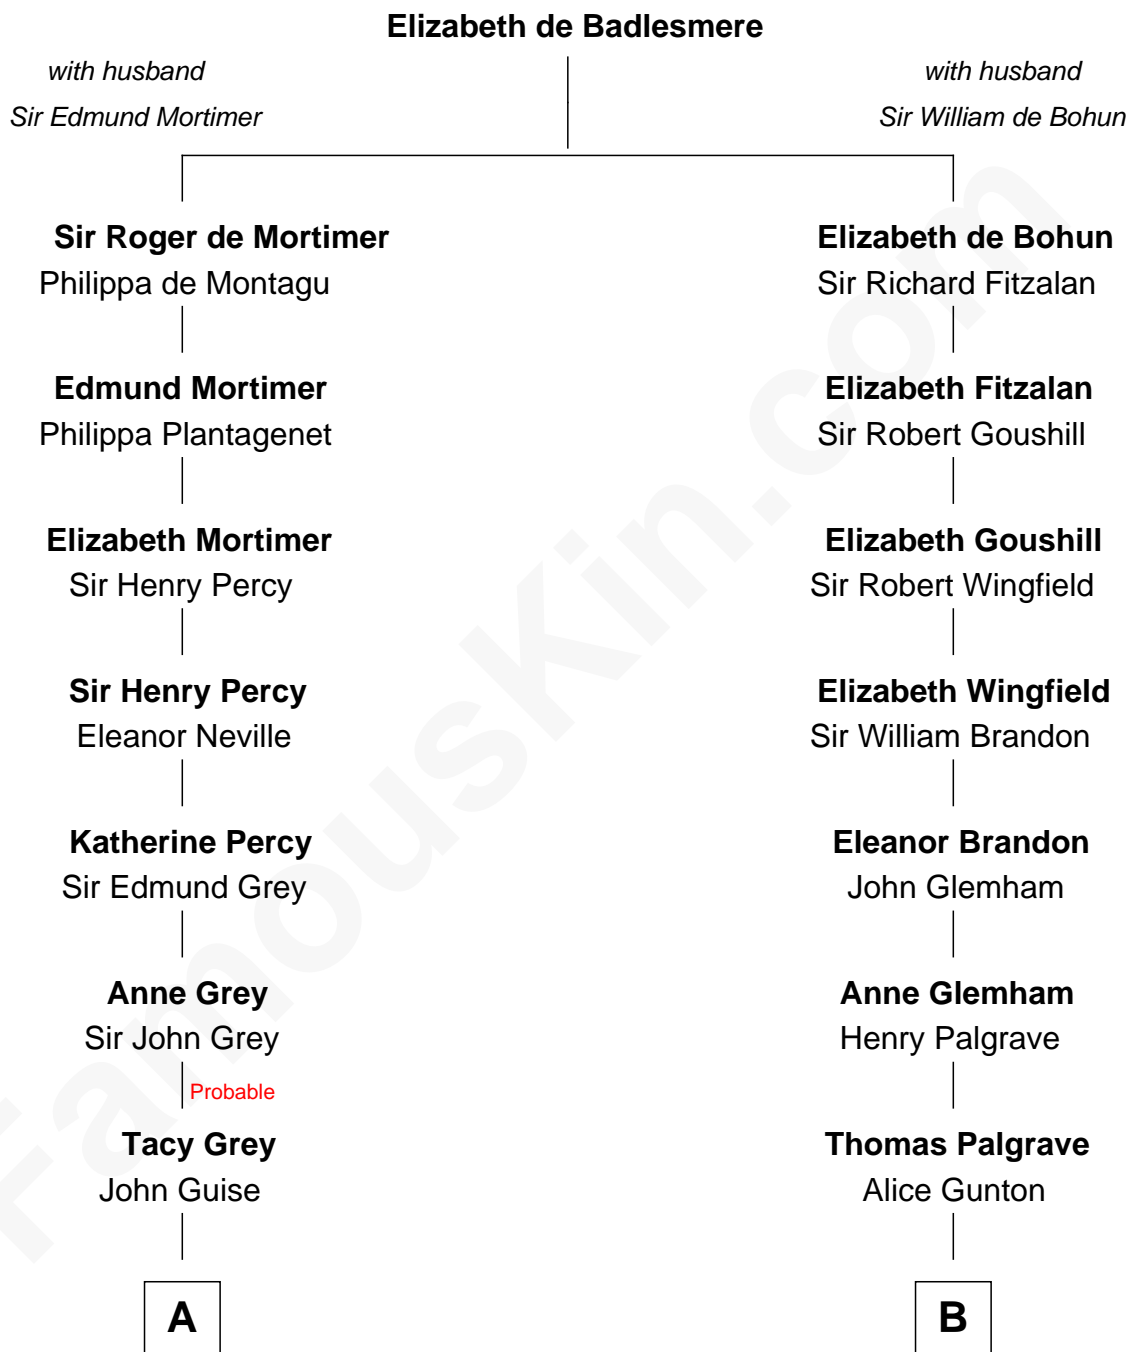 Elizabeth de Badlesmere
with husband
Sir Edmund Mortimer
with husband
Sir William de Bohun
Sir Roger de Mortimer
Philippa de Montagu
Elizabeth de Bohun
Sir Richard Fitzalan
Edmund Mortimer
Philippa Plantagenet
Elizabeth Fitzalan
Sir Robert Goushill
Elizabeth Mortimer
Sir Henry Percy
Elizabeth Goushill
Sir Robert Wingfield
Sir Henry Percy
Eleanor Neville
Elizabeth Wingfield
Sir William Brandon
Katherine Percy
Sir Edmund Grey
Eleanor Brandon
John Glemham
Anne Grey
Sir John Grey
Anne Glemham
Henry Palgrave
Probable
Tacy Grey
John Guise
Thomas Palgrave
Alice Gunton
A
B
FamousKin.com